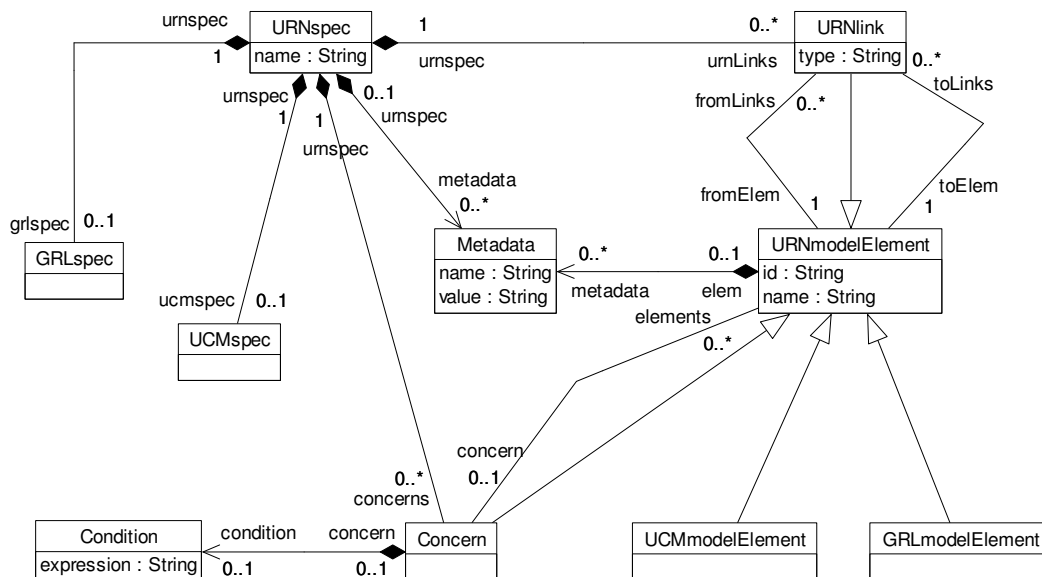 urnspec
1
URNspec
name : String
1
urnspec
0..*
urnLinks
URNlink
type : String
0..*
toLinks
fromLinks
0..*
urnspec
1
1
urnspec
0..1
urnspec
metadata
0..*
fromElem
1
toElem
1
grlspec
0..1
GRLspec
Metadata
name : String
value : String
0..*
metadata
0..1
elem
URNmodelElement
id : String
name : String
ucmspec
0..1
UCMspec
elements
0..*
concern
0..1
0..*
concerns
Condition
expression : String
condition
0..1
concern
0..1
Concern
UCMmodelElement
GRLmodelElement